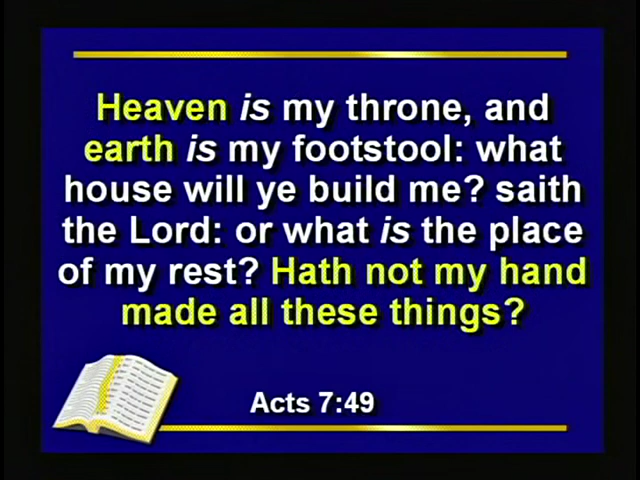 Heaven is my throne, and
earth is my footstool: what
house will ye build me? saith
the Lord: or what is the place
of my rest? Hath not my hand
made all these things?
Acts 7:49